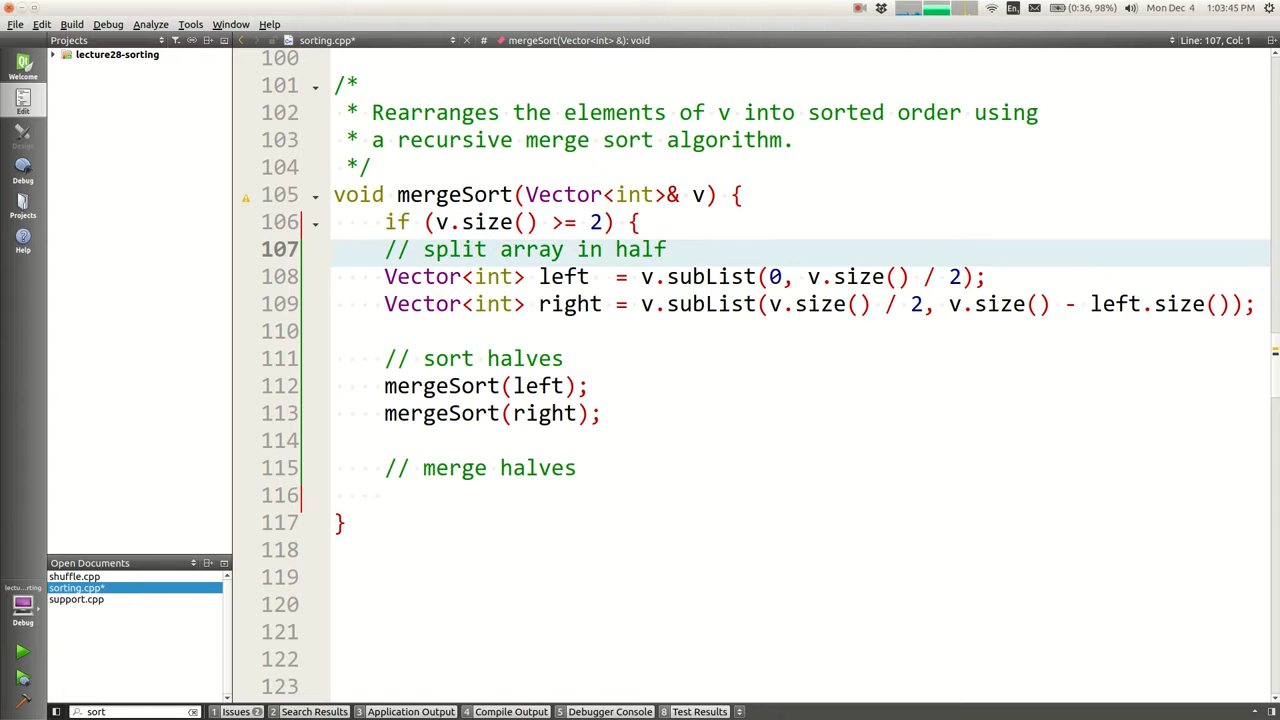 (0:36, 98%) Mon Dec 4 1:03:45 PM
En
File Edit Build Debug Analyze Tools Window Help
Projects
sorting.cpp* # mergeSort(Vector<int> &): void Line: 107, Col: 1
lecture28-sorting
Welcome
Edit
Design
Debug
Projects
Help
100
101 /*
102  * Rearranges the elements of v into sorted order using
103  * a recursive merge sort algorithm.
104  */
105 void mergeSort(Vector<int>& v) {
106     if (v.size() >= 2) {
107     // split array in half
108     Vector<int> left  = v.subList(0, v.size() / 2);
109     Vector<int> right = v.subList(v.size() / 2, v.size() - left.size());
110
111     // sort halves
112     mergeSort(left);
113     mergeSort(right);
114
115     // merge halves
116
117 }
118
119
120
121
122
123
Open Documents
shuffle.cpp
sorting.cpp*
support.cpp
lectu...rting
Debug
sort
1 Issues 2 2 Search Results 3 Application Output 4 Compile Output 5 Debugger Console 8 Test Results